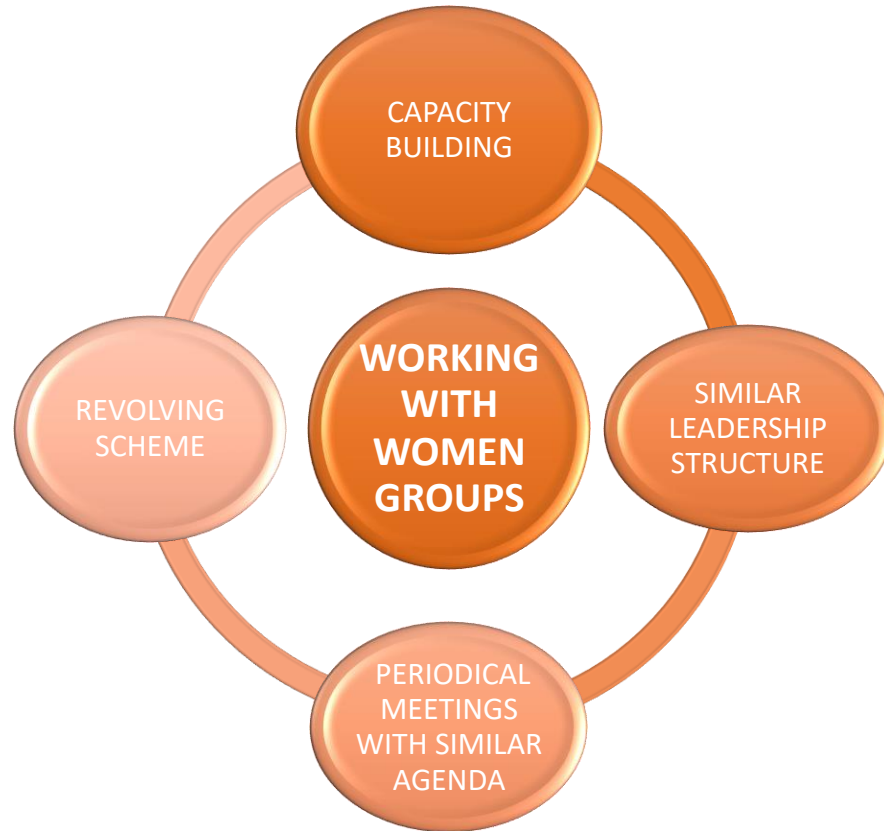 CAPACITY
BUILDING
WORKING
WITH
WOMEN
GROUPS
REVOLVING
SCHEME
SIMILAR
LEADERSHIP
STRUCTURE
PERIODICAL
MEETINGS
WITH SIMILAR
AGENDA